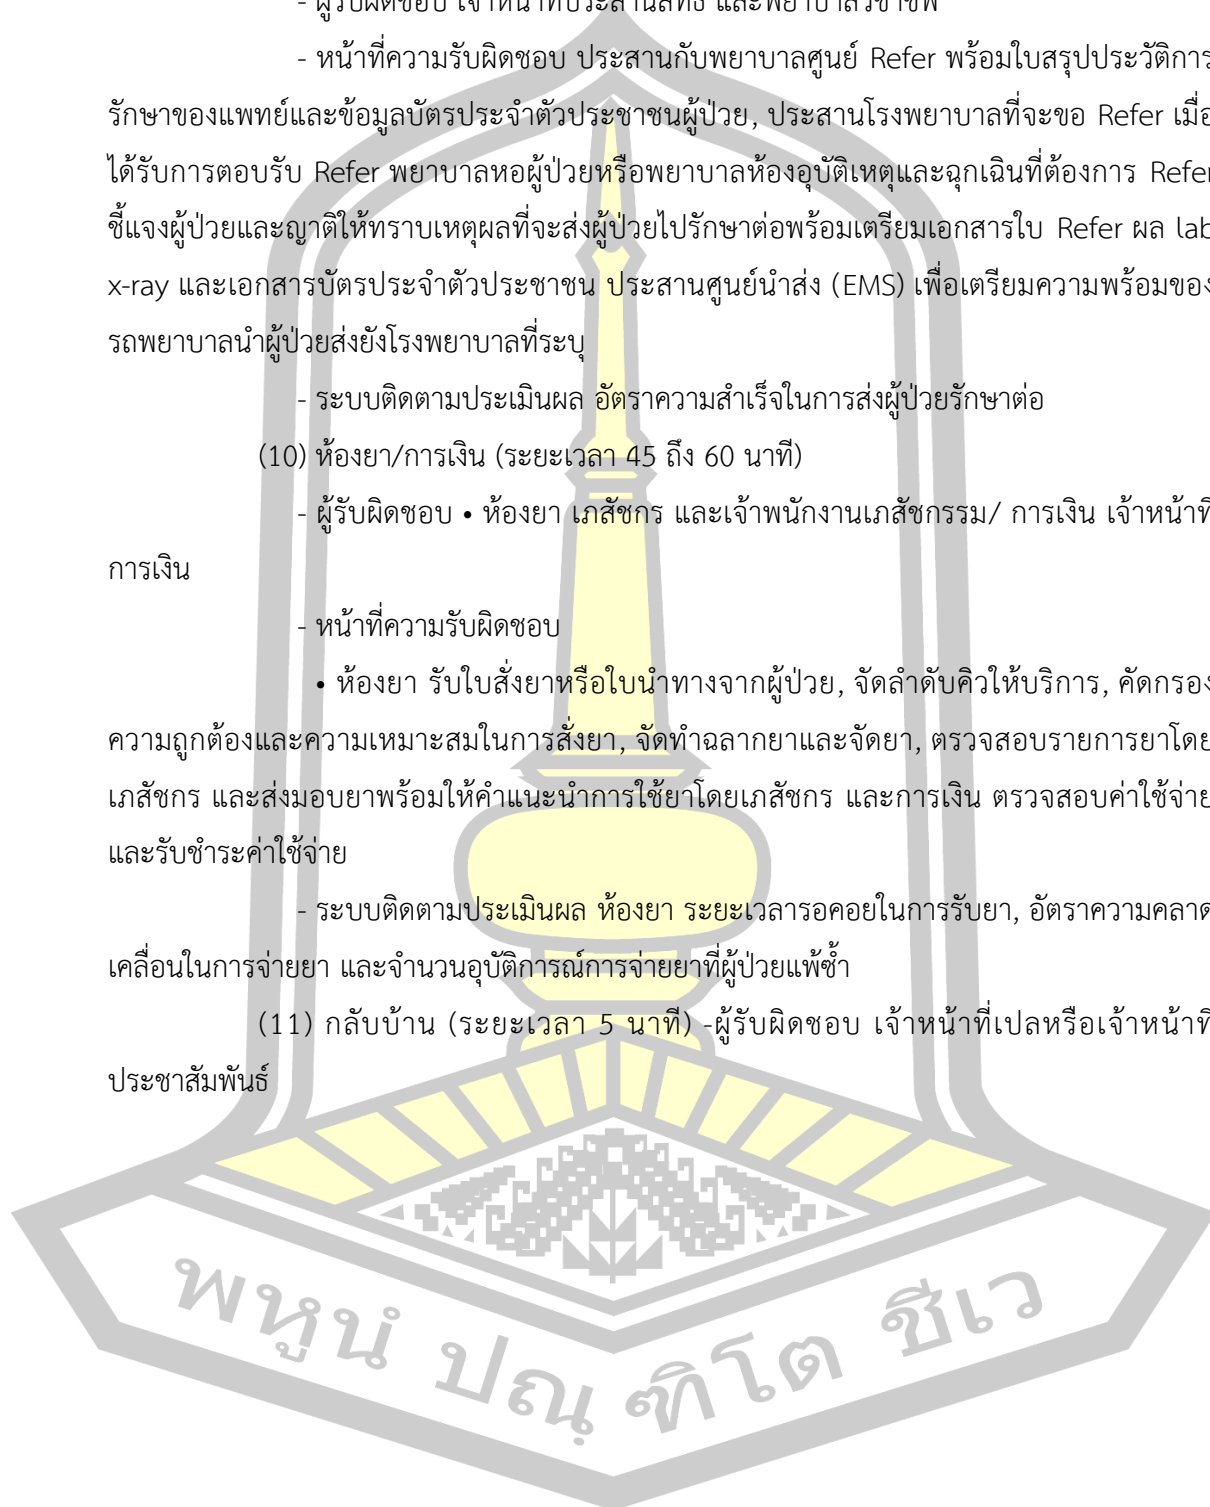 - ผู้รับผิดชอบ เจ้าหน้าที่ประสานสิทธิ และพยาบาลวิชาชีพ
- หน้าที่ความรับผิดชอบ ประสานกับพยาบาลศูนย์ Refer พร้อมใบสรุปประวัติการ
รักษาของแพทย์และข้อมูลบัตรประจำตัวประชาชนผู้ป่วย, ประสานโรงพยาบาลที่จะขอ Refer เมื่อ
ได้รับการตอบรับ Refer พยาบาลหอผู้ป่วยหรือพยาบาลห้องอุบัติเหตุและฉุกเฉินที่ต้องการ Refer
ชี้แจงผู้ป่วยและญาติให้ทราบเหตุผลที่จะส่งผู้ป่วยไปรักษาต่อพร้อมเตรียมเอกสารใบ Refer ผล lab
x-ray และเอกสารบัตรประจำตัวประชาชน ประสานศูนย์นำส่ง (EMS) เพื่อเตรียมความพร้อมของ
รถพยาบาลนำผู้ป่วยส่งยังโรงพยาบาลที่ระบุ
- ระบบติดตามประเมินผล อัตราความสำเร็จในการส่งผู้ป่วยรักษาต่อ
(10) ห้องยา/การเงิน (ระยะเวลา 45 ถึง 60 นาที)
- ผู้รับผิดชอบ • ห้องยา เภสัชกร และเจ้าพนักงานเภสัชกรรม/ การเงิน เจ้าหน้าที่
การเงิน
- หน้าที่ความรับผิดชอบ
• ห้องยา รับใบสั่งยาหรือใบนำทางจากผู้ป่วย, จัดลำดับคิวให้บริการ, คัดกรอง
ความถูกต้องและความเหมาะสมในการสั่งยา, จัดทำฉลากยาและจัดยา, ตรวจสอบรายการยาโดย
เภสัชกร และส่งมอบยาพร้อมให้คำแนะนำการใช้ยาโดยเภสัชกร และการเงิน ตรวจสอบค่าใช้จ่าย
และรับชำระค่าใช้จ่าย
- ระบบติดตามประเมินผล ห้องยา ระยะเวลารอคอยในการรับยา, อัตราความคลาด
เคลื่อนในการจ่ายยา และจำนวนอุบัติการณ์การจ่ายยาที่ผู้ป่วยแพ้ซ้ำ
(11) กลับบ้าน (ระยะเวลา 5 นาที) -ผู้รับผิดชอบ เจ้าหน้าที่เปลหรือเจ้าหน้าที่
ประชาสัมพันธ์
พหูนํ ปณฺฑิโต ชีเว